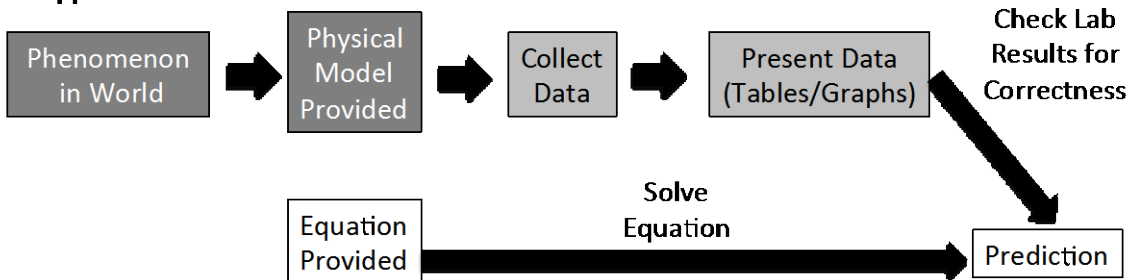 Phenomenon
in World
Physical
Model
Provided
Collect
Data
Present Data
(Tables/Graphs)
Check Lab
Results for
Correctness
Equation
Provided
Solve
Equation
Prediction